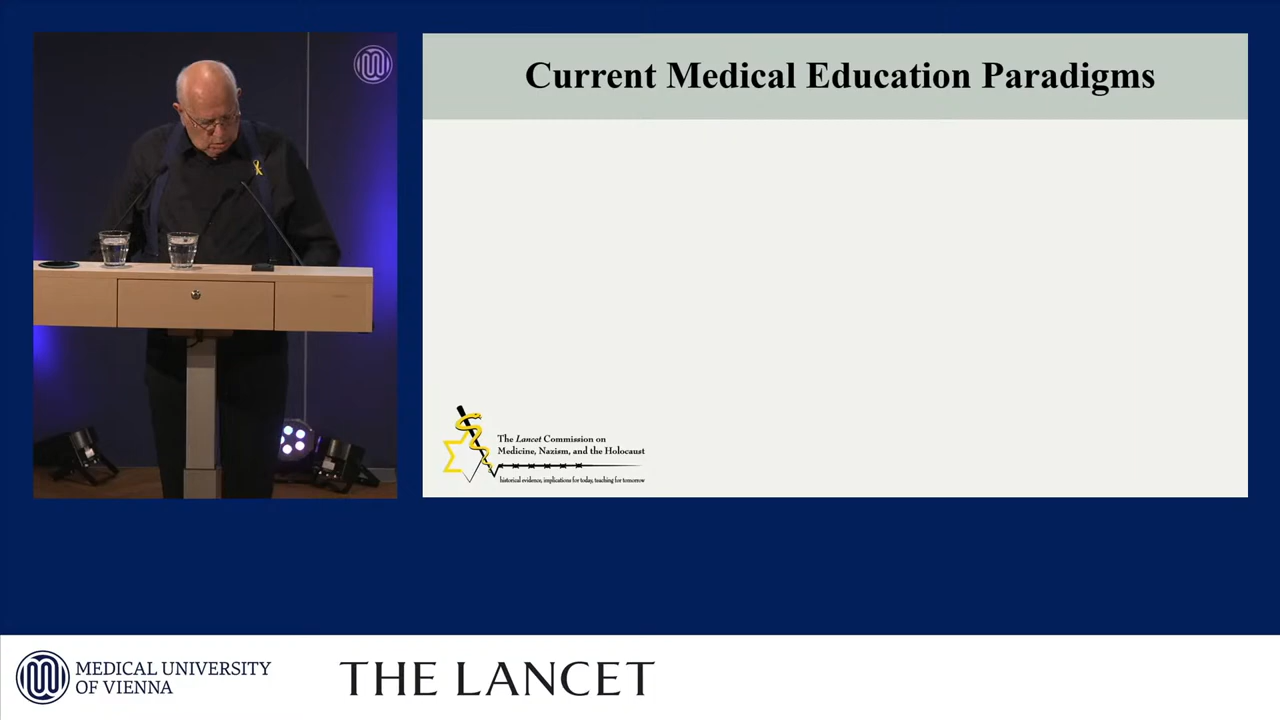 Current Medical Education Paradigms
The Lancet Commission on
Medicine, Nazism, and the Holocaust
historical evidence, implications for today, teaching for tomorrow
MEDICAL UNIVERSITY
OF VIENNA
THE LANCET